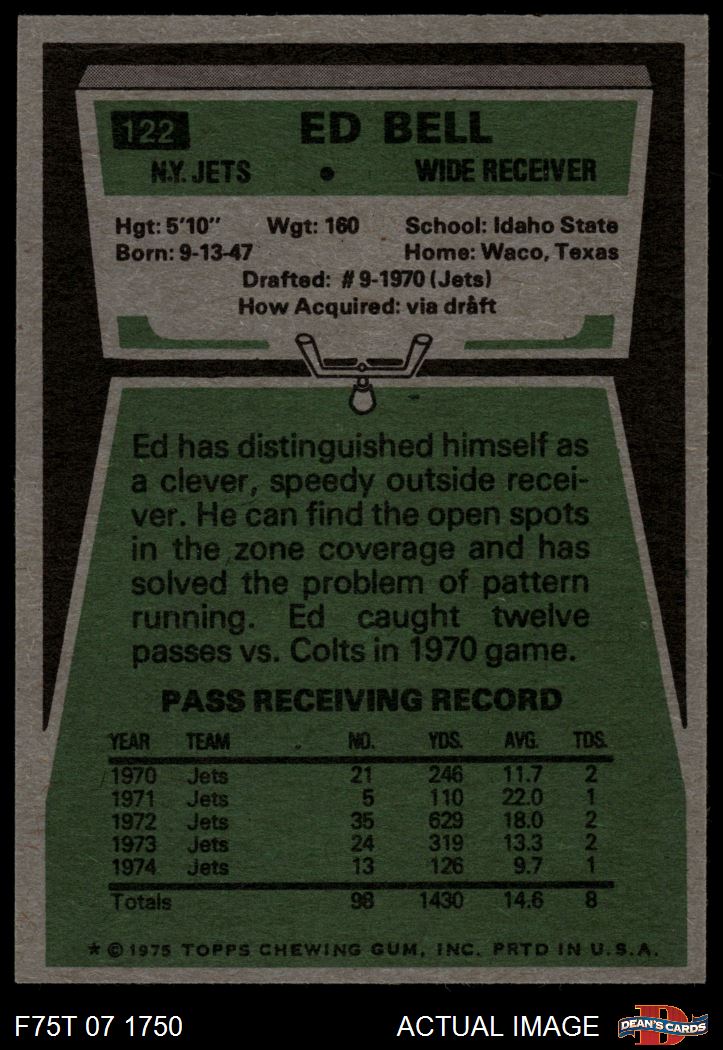 122 ED BELL
N.Y. JETS • WIDE RECEIVER
Hgt: 5'10" Wgt: 160 School: Idaho State
Born: 9-13-47 Home: Waco, Texas
Drafted: #9-1970 (Jets)
How Acquired: via draft
Ed has distinguished himself as
a clever, speedy outside recei-
ver. He can find the open spots
in the zone coverage and has
solved the problem of pattern
running. Ed caught twelve
passes vs. Colts in 1970 game.
PASS RECEIVING RECORD
YEAR TEAM NO. YDS. AVG. TDS.
1970 Jets 21 246 11.7 2
1971 Jets 5 110 22.0 1
1972 Jets 35 629 18.0 2
1973 Jets 24 319 13.3 2
1974 Jets 13 126 9.7 1
Totals 98 1430 14.6 8
* © 1975 TOPPS CHEWING GUM, INC. PRTD IN U.S.A.
F75T 07 1750 ACTUAL IMAGE D DEAN'S CARDS